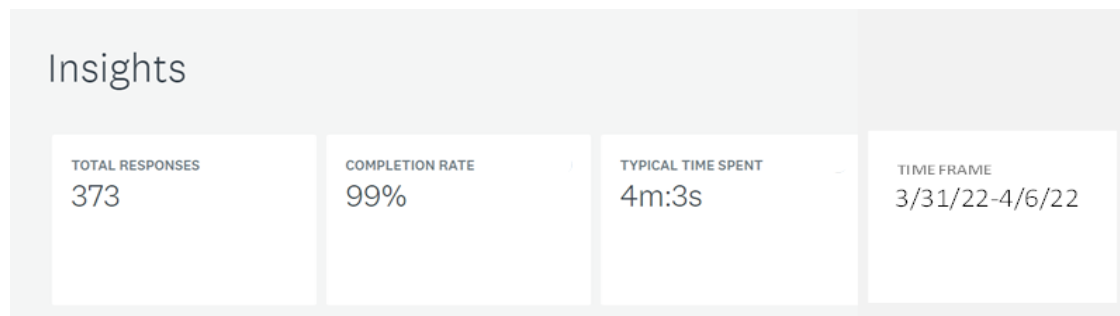 Insights
TOTAL RESPONSES
373
COMPLETION RATE
99%
TYPICAL TIME SPENT
4m:3s
TIME FRAME
3/31/22-4/6/22